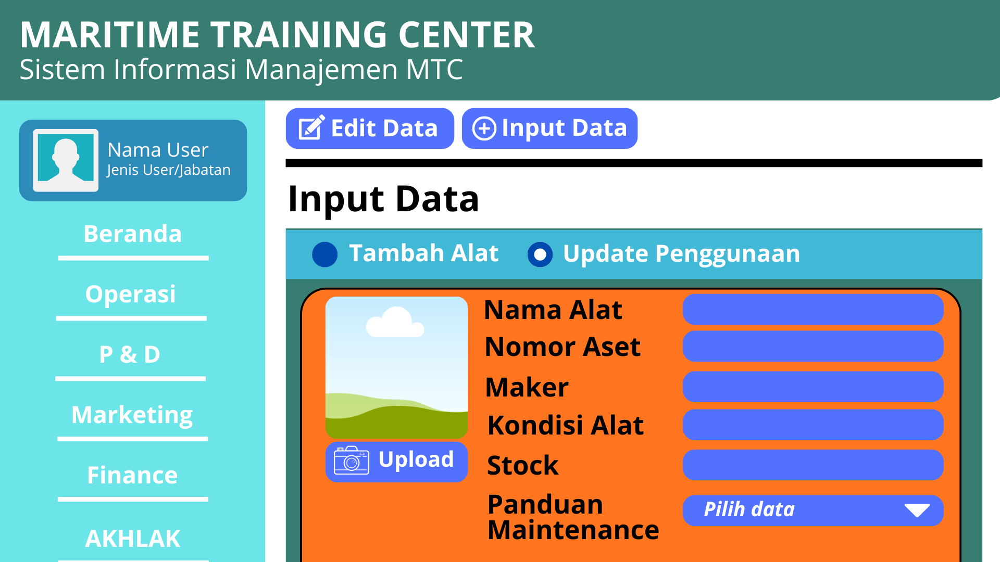 MARITIME TRAINING CENTER
Sistem Informasi Manajemen MTC
Nama User
Jenis User/Jabatan
Beranda
Operasi
P & D
Marketing
Finance
AKHLAK
Edit Data
Input Data
Input Data
Tambah Alat
Update Penggunaan
Upload
Nama Alat
Nomor Aset
Maker
Kondisi Alat
Stock
Panduan
Maintenance
Pilih data